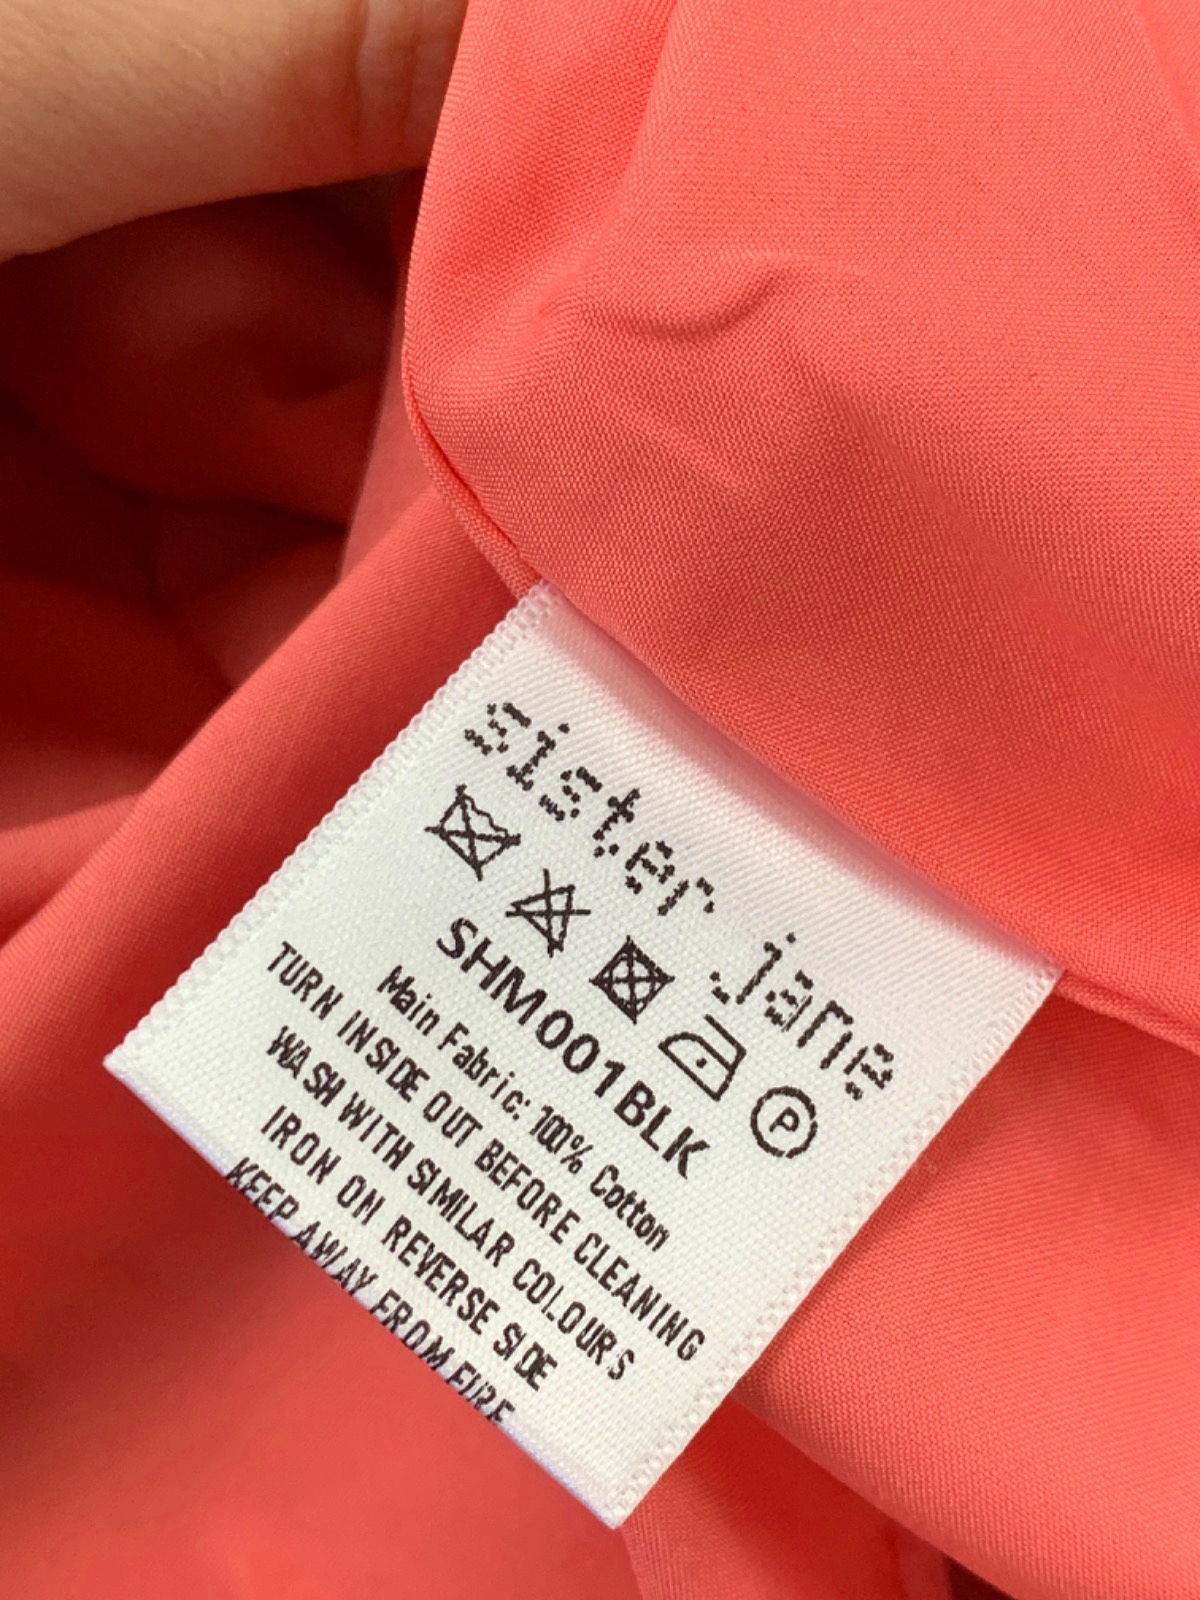 sister jane
P
SHM001BLK
Main Fabric: 100% Cotton
TURN INSIDE OUT BEFORE CLEANING
WASH WITH SIMILAR COLOURS
IRON ON REVERSE SIDE
KEEP AWAY FROM FIRE